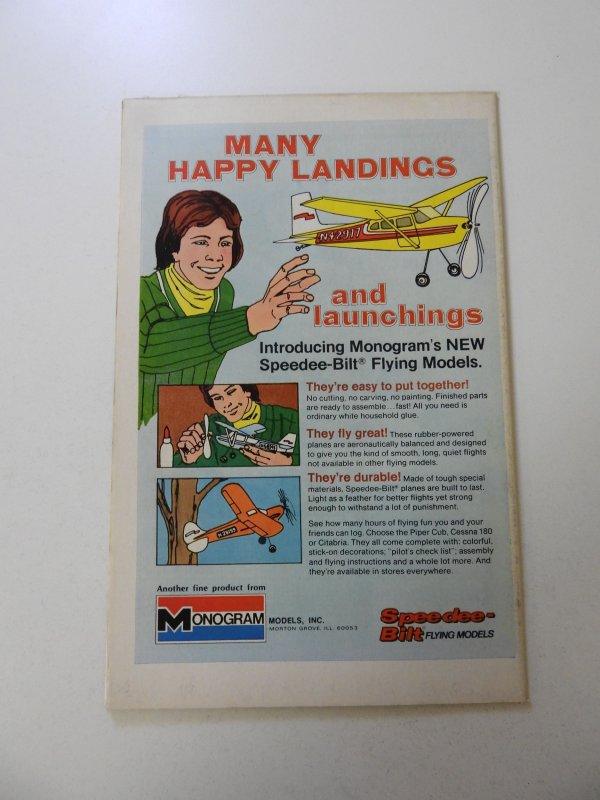 MANY
HAPPY LANDINGS
N42917
and
launchings
Introducing Monogram's NEW
Speedee-Bilt® Flying Models.
They're easy to put together!
No cutting, no carving, no painting. Finished parts
are ready to assemble...fast! All you need is
ordinary white household glue.
They fly great! These rubber-powered
planes are aeronautically balanced and designed
to give you the kind of smooth, long, quiet flights
not available in other flying models.
They're durable! Made of tough special
materials, Speedee-Bilt® planes are built to last.
Light as a feather for better flights yet strong
enough to withstand a lot of punishment.
See how many hours of flying fun you and your
friends can log. Choose the Piper Cub, Cessna 180
or Citabria. They all come complete with: colorful,
stick-on decorations; "pilot's check list"; assembly
and flying instructions and a whole lot more. And
they're available in stores everywhere.
Another fine product from
MONOGRAM MODELS, INC.
MORTON GROVE, ILL. 60053
Speedee-
Bilt® FLYING MODELS